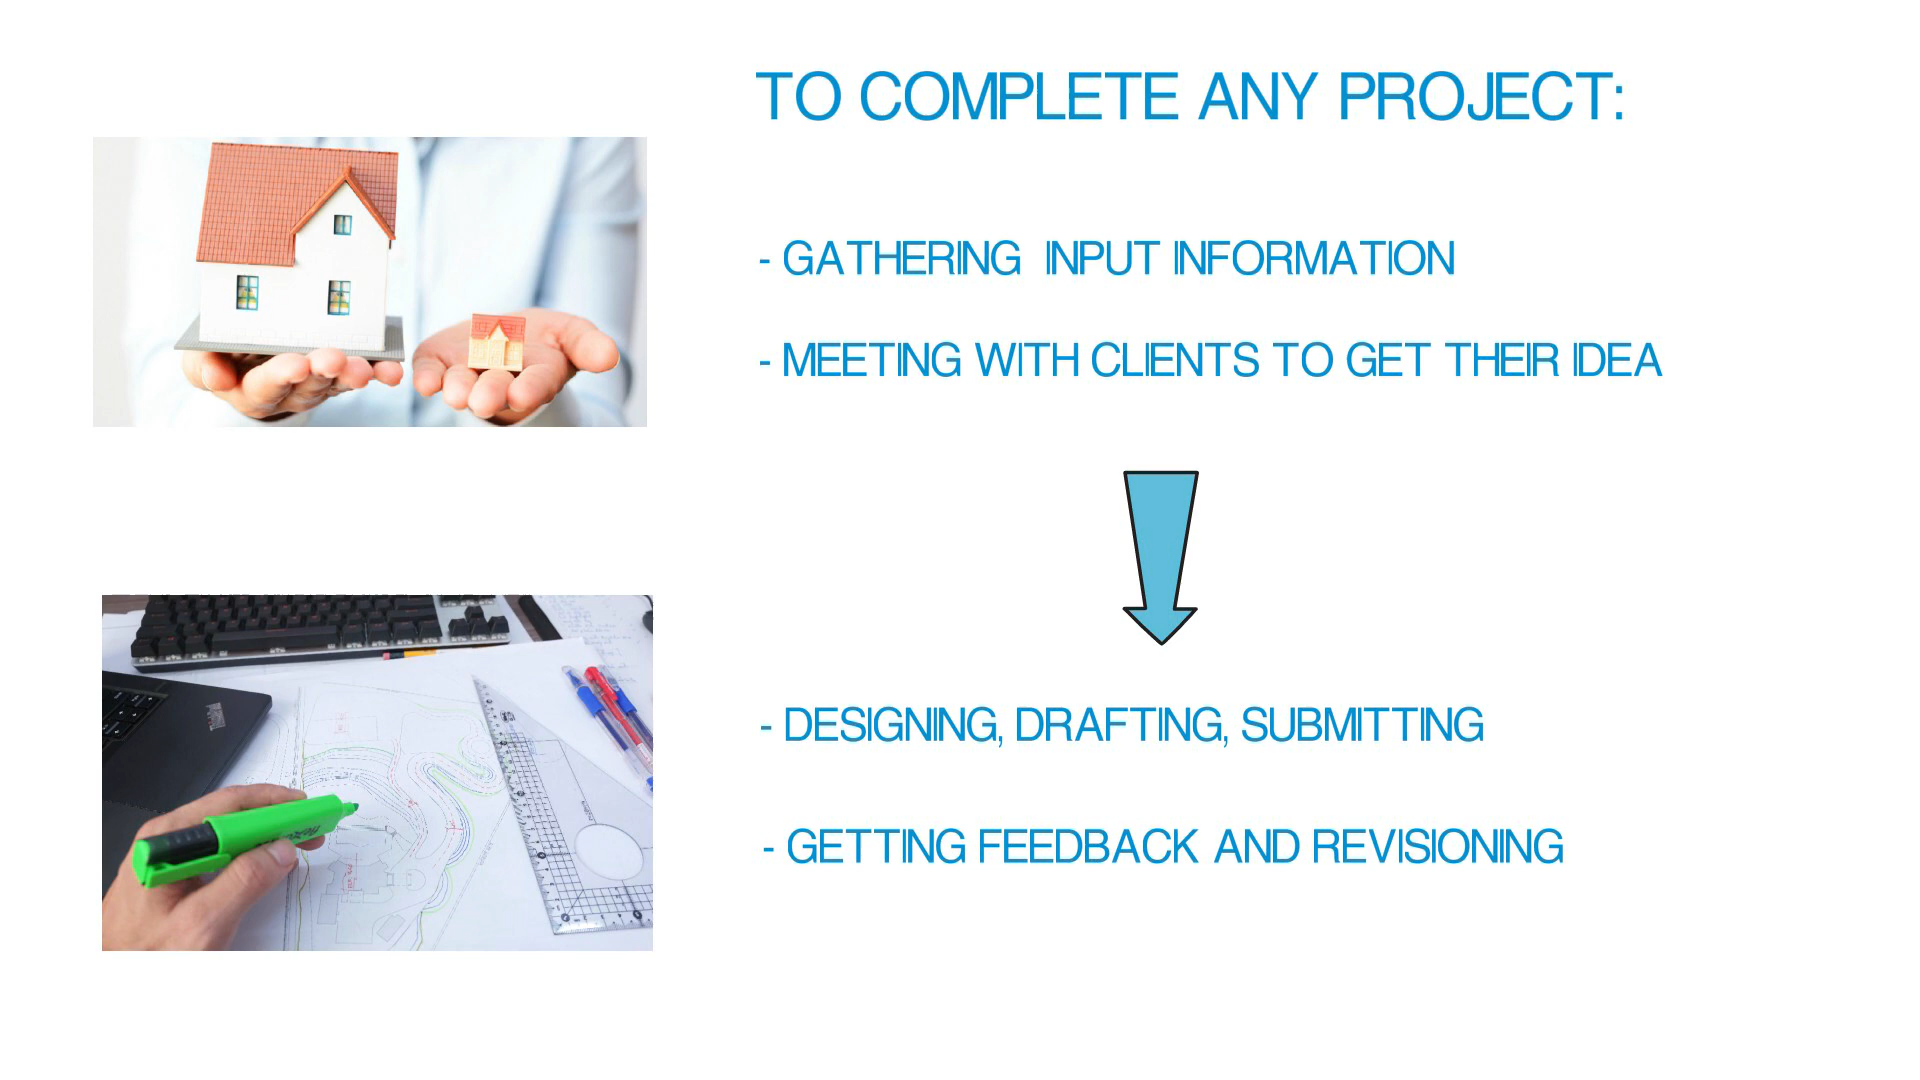 TO COMPLETE ANY PROJECT:
- GATHERING INPUT INFORMATION
- MEETING WITH CLIENTS TO GET THEIR IDEA
- DESIGNING, DRAFTING, SUBMITTING
- GETTING FEEDBACK AND REVISIONING